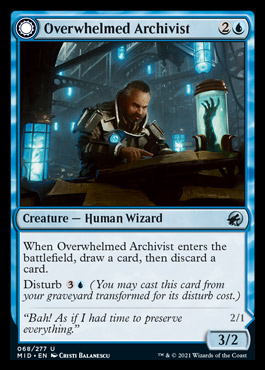 Overwhelmed Archivist 2
Creature — Human Wizard
When Overwhelmed Archivist enters the
battlefield, draw a card, then discard a
card.
Disturb 3 (You may cast this card from
your graveyard transformed for its disturb cost.)
"Bah! As if I had time to preserve
everything."
2/1
3/2
068/277 U
MID • EN Cristi Balanescu
™ & © 2021 Wizards of the Coast